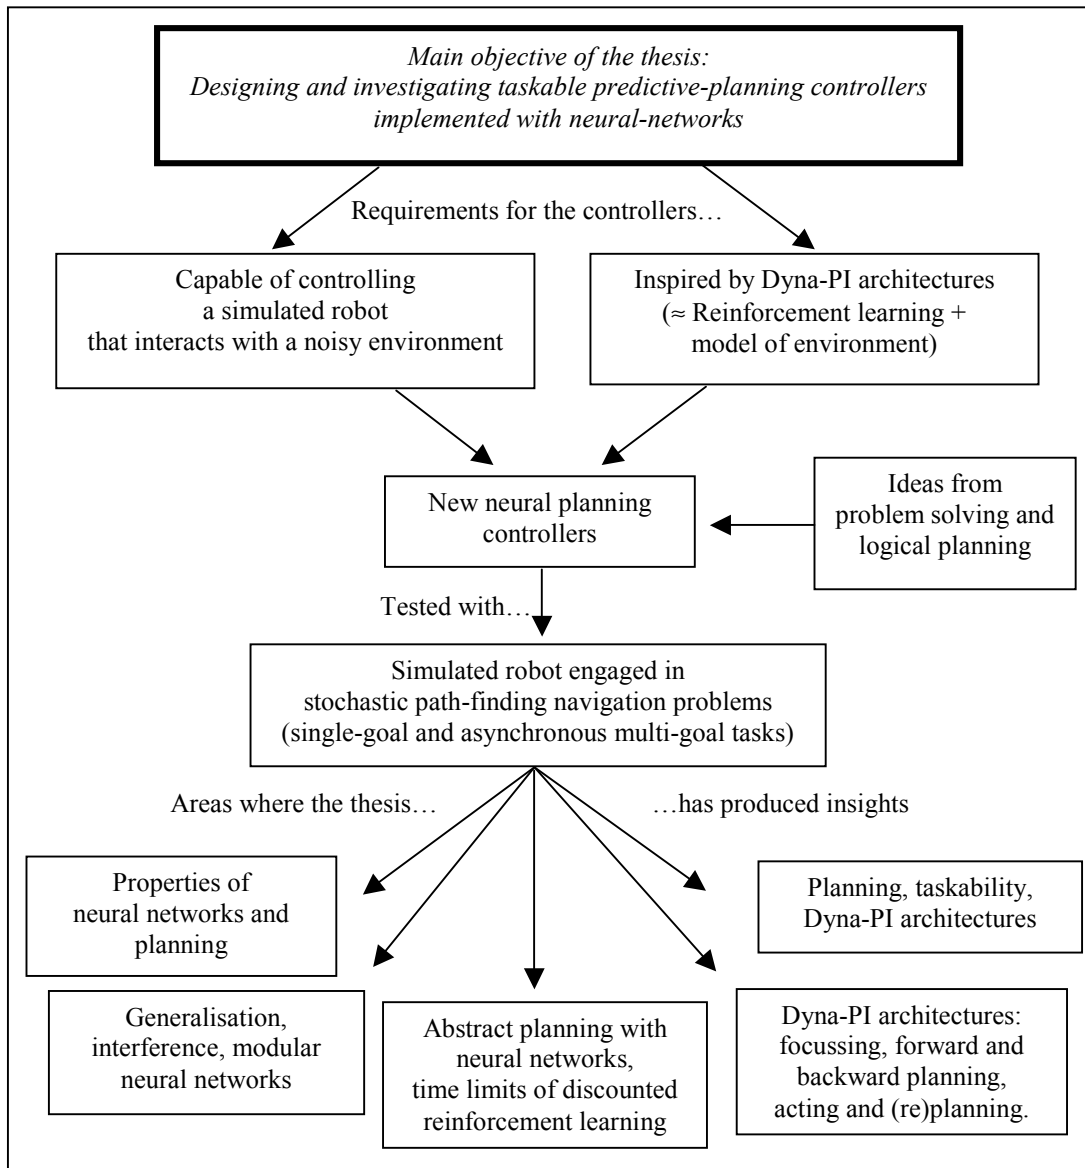 Main objective of the thesis:
Designing and investigating taskable predictive-planning controllers
implemented with neural-networks
Requirements for the controllers…
Capable of controlling
a simulated robot
that interacts with a noisy environment
Inspired by Dyna-PI architectures
(≈ Reinforcement learning +
model of environment)
New neural planning
controllers
Ideas from
problem solving and
logical planning
Tested with…
Simulated robot engaged in
stochastic path-finding navigation problems
(single-goal and asynchronous multi-goal tasks)
Areas where the thesis…
…has produced insights
Properties of
neural networks and
planning
Planning, taskability,
Dyna-PI architectures
Generalisation,
interference, modular
neural networks
Abstract planning with
neural networks,
time limits of discounted
reinforcement learning
Dyna-PI architectures:
focussing, forward and
backward planning,
acting and (re)planning.